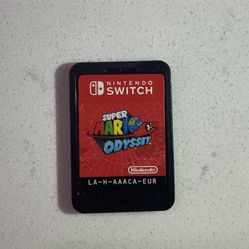 NINTENDO
SWITCH
SUPER
MARIO
ODYSSEY
Nintendo
LA-H-AAACA-EUR